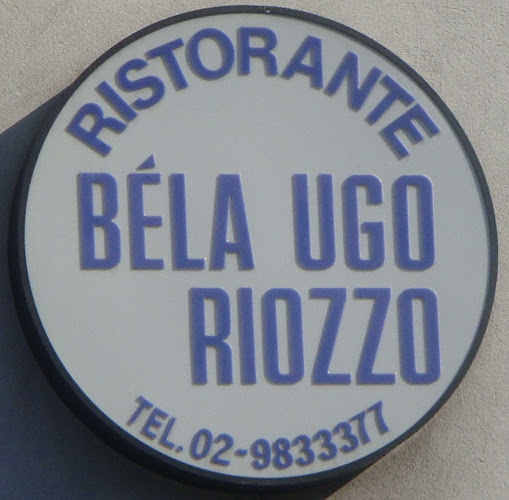 RISTORANTE
BÉLA UGO
RIOZZO
TEL. 02-9833377